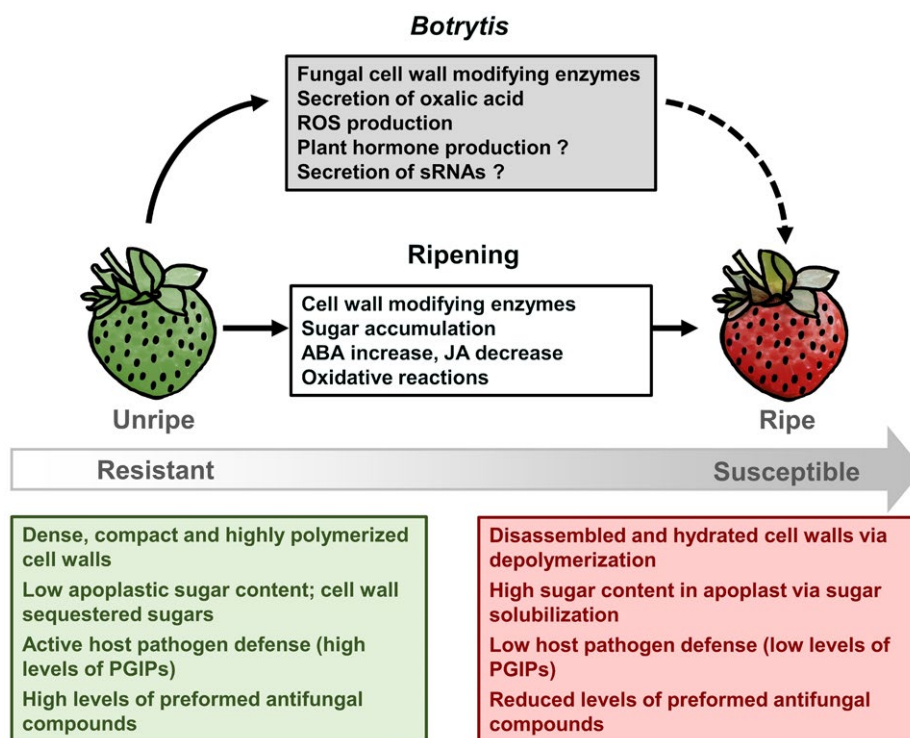 Botrytis
Fungal cell wall modifying enzymes
Secretion of oxalic acid
ROS production
Plant hormone production ?
Secretion of sRNAs ?
Ripening
Cell wall modifying enzymes
Sugar accumulation
ABA increase, JA decrease
Oxidative reactions
Unripe
Ripe
Resistant
Susceptible
Dense, compact and highly polymerized
cell walls
Low apoplastic sugar content; cell wall
sequestered sugars
Active host pathogen defense (high
levels of PGIPs)
High levels of preformed antifungal
compounds
Disassembled and hydrated cell walls via
depolymerization
High sugar content in apoplast via sugar
solubilization
Low host pathogen defense (low levels of
PGIPs)
Reduced levels of preformed antifungal
compounds